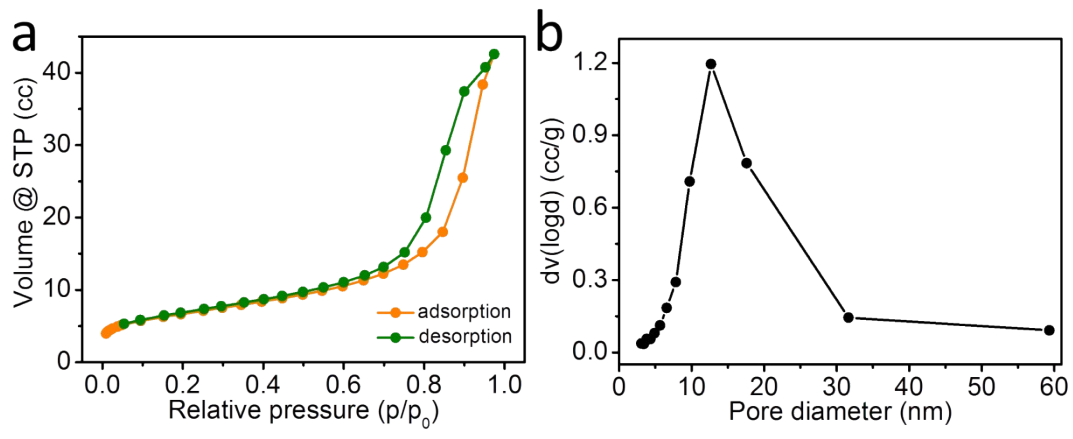 a
Volume @ STP (cc)
40
30
20
10
0
0.0 0.2 0.4 0.6 0.8 1.0
adsorption
desorption
Relative pressure (p/p₀)
b
dv(logd) (cc/g)
1.2
0.9
0.6
0.3
0.0
0 10 20 30 40 50 60
Pore diameter (nm)